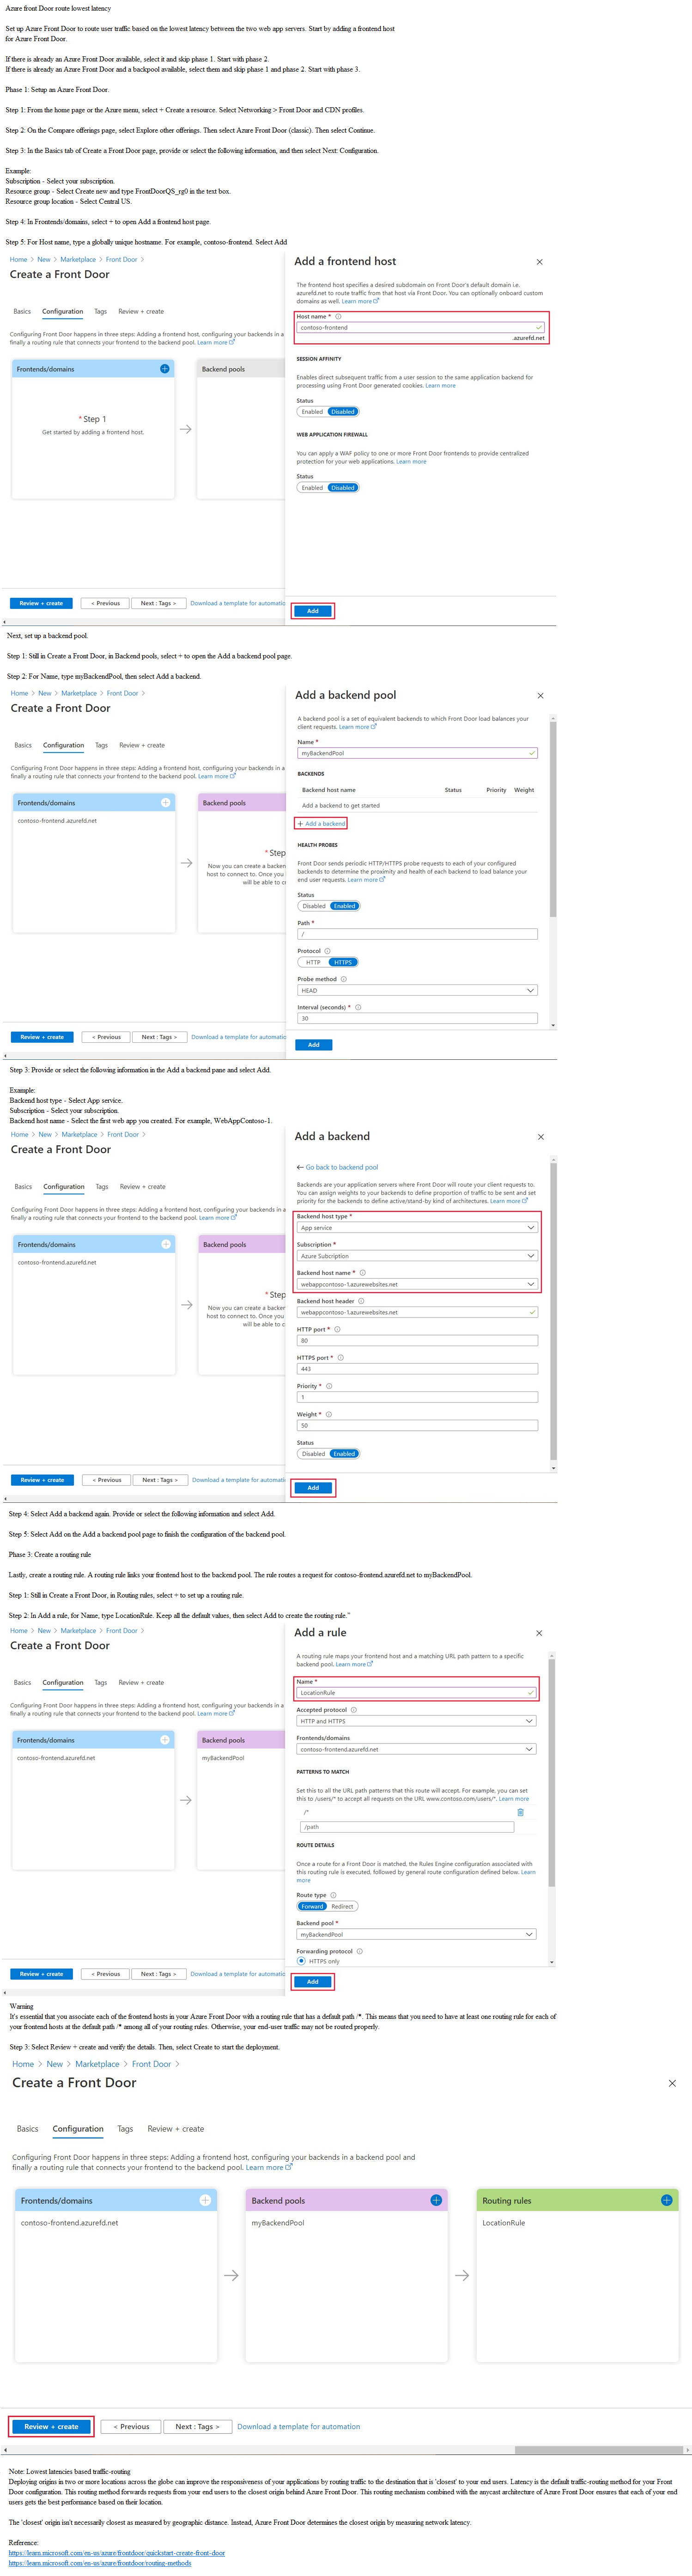 Azure front Door route lowest latency
Set up Azure Front Door to route user traffic based on the lowest latency between the two web app servers. Start by adding a frontend host
for Azure Front Door.
If there is already an Azure Front Door available, select it and skip phase 1. Start with phase 2.
If there is already an Azure Front Door and a backpool available, select them and skip phase 1 and phase 2. Start with phase 3.
Phase 1: Setup an Azure Front Door.
Step 1: From the home page or the Azure menu, select + Create a resource. Select Networking > Front Door and CDN profiles.
Step 2: On the Compare offerings page, select Explore other offerings. Then select Azure Front Door (classic). Then select Continue.
Step 3: In the Basics tab of Create a Front Door page, provide or select the following information, and then select Next: Configuration.
Example:
Subscription - Select your subscription.
Resource group - Select Create new and type FrontDoorQS_rg0 in the text box.
Resource group location - Select Central US.
Step 4: In Frontends/domains, select + to open Add a frontend host page.
Step 5: For Host name, type a globally unique hostname. For example, contoso-frontend. Select Add
Home > New > Marketplace > Front Door >
Create a Front Door
Basics Configuration Tags Review + create
Configuring Front Door happens in three steps: Adding a frontend host, configuring your backends in a
finally a routing rule that connects your frontend to the backend pool. Learn more
Frontends/domains
Backend pools
* Step 1
Get started by adding a frontend host.
Review + create < Previous Next : Tags > Download a template for automatio
Add a frontend host
The frontend host specifies a desired subdomain on Front Door's default domain i.e.
azurefd.net to route traffic from that host via Front Door. You can optionally onboard custom
domains as well. Learn more
Host name *
contoso-frontend
.azurefd.net
SESSION AFFINITY
Enables direct subsequent traffic from a user session to the same application backend for
processing using Front Door generated cookies. Learn more
Status
Enabled Disabled
WEB APPLICATION FIREWALL
You can apply a WAF policy to one or more Front Door frontends to provide centralized
protection for your web applications. Learn more
Status
Enabled Disabled
Add
Next, set up a backend pool.
Step 1: Still in Create a Front Door, in Backend pools, select + to open the Add a backend pool page.
Step 2: For Name, type myBackendPool, then select Add a backend.
Home > New > Marketplace > Front Door >
Create a Front Door
Basics Configuration Tags Review + create
Configuring Front Door happens in three steps: Adding a frontend host, configuring your backends in a
finally a routing rule that connects your frontend to the backend pool. Learn more
Frontends/domains
contoso-frontend.azurefd.net
Backend pools
* Step
Now you can create a backen
host to connect to. Once you
will be able to c
Review + create < Previous Next : Tags > Download a template for automatio
Add a backend pool
A backend pool is a set of equivalent backends to which Front Door load balances your
client requests. Learn more
Name *
myBackendPool
BACKENDS
Backend host name Status Priority Weight
Add a backend to get started
+ Add a backend
HEALTH PROBES
Front Door sends periodic HTTP/HTTPS probe requests to each of your configured
backends to determine the proximity and health of each backend to load balance your
end user requests. Learn more
Status
Disabled Enabled
Path *
/
Protocol
HTTP HTTPS
Probe method
HEAD
Interval (seconds) *
30
Add
Step 3: Provide or select the following information in the Add a backend pane and select Add.
Example:
Backend host type - Select App service.
Subscription - Select your subscription.
Backend host name - Select the first web app you created. For example, WebAppContoso-1.
Home > New > Marketplace > Front Door >
Create a Front Door
Basics Configuration Tags Review + create
Configuring Front Door happens in three steps: Adding a frontend host, configuring your backends in a
finally a routing rule that connects your frontend to the backend pool. Learn more
Frontends/domains
contoso-frontend.azurefd.net
Backend pools
* Step
Now you can create a backer
host to connect to. Once you
will be able to c
Review + create < Previous Next : Tags > Download a template for automati
Add a backend
Go back to backend pool
Backends are your application servers where Front Door will route your client requests to.
You can assign weights to your backends to define proportion of traffic to be sent and set
priority for the backends to define active/stand-by kind of architectures. Learn more
Backend host type *
App service
Subscription *
Azure Subcription
Backend host name *
webappcontoso-1.azurewebsites.net
Backend host header
webappcontoso-1.azurewebsites.net
HTTP port *
80
HTTPS port *
443
Priority *
1
Weight *
50
Status
Disabled Enabled
Add
Step 4: Select Add a backend again. Provide or select the following information and select Add.
Step 5: Select Add on the Add a backend pool page to finish the configuration of the backend pool.
Phase 3: Create a routing rule
Lastly, create a routing rule. A routing rule links your frontend host to the backend pool. The rule routes a request for contoso-frontend.azurefd.net to myBackendPool.
Step 1: Still in Create a Front Door, in Routing rules, select + to set up a routing rule.
Step 2: In Add a rule, for Name, type LocationRule. Keep all the default values, then select Add to create the routing rule."
Home > New > Marketplace > Front Door >
Create a Front Door
Basics Configuration Tags Review + create
Configuring Front Door happens in three steps: Adding a frontend host, configuring your backends in a
finally a routing rule that connects your frontend to the backend pool. Learn more
Frontends/domains
contoso-frontend.azurefd.net
Backend pools
myBackendPool
Review + create < Previous Next : Tags > Download a template for automatio
Add a rule
A routing rule maps your frontend host and a matching URL path pattern to a specific
backend pool. Learn more
Name *
LocationRule
Accepted protocol
HTTP and HTTPS
Frontends/domains
contoso-frontend.azurefd.net
PATTERNS TO MATCH
Set this to all the URL path patterns that this route will accept. For example, you can set
this to /users/* to accept all requests on the URL www.contoso.com/users/*. Learn more
/*
/path
ROUTE DETAILS
Once a route for a Front Door is matched, the Rules Engine configuration associated with
this routing rule is executed, followed by general route configuration defined below. Learn
more
Route type
Forward Redirect
Backend pool *
myBackendPool
Forwarding protocol
HTTPS only
Add
Warning
It's essential that you associate each of the frontend hosts in your Azure Front Door with a routing rule that has a default path /*. This means that you need to have at least one routing rule for each of
your frontend hosts at the default path /* among all of your routing rules. Otherwise, your end-user traffic may not be routed properly.
Step 3: Select Review + create and verify the details. Then, select Create to start the deployment.
Home > New > Marketplace > Front Door >
Create a Front Door
Basics Configuration Tags Review + create
Configuring Front Door happens in three steps: Adding a frontend host, configuring your backends in a backend pool and
finally a routing rule that connects your frontend to the backend pool. Learn more
Frontends/domains
contoso-frontend.azurefd.net
Backend pools
myBackendPool
Routing rules
LocationRule
Review + create < Previous Next : Tags > Download a template for automation
Note: Lowest latencies based traffic-routing
Deploying origins in two or more locations across the globe can improve the responsiveness of your applications by routing traffic to the destination that is 'closest' to your end users. Latency is the default traffic-routing method for your Front
Door configuration. This routing method forwards requests from your end users to the closest origin behind Azure Front Door. This routing mechanism combined with the anycast architecture of Azure Front Door ensures that each of your end
users gets the best performance based on their location.
The 'closest' origin isn't necessarily closest as measured by geographic distance. Instead, Azure Front Door determines the closest origin by measuring network latency.
Reference:
https://learn.microsoft.com/en-us/azure/frontdoor/quickstart-create-front-door
https://learn.microsoft.com/en-us/azure/frontdoor/routing-methods